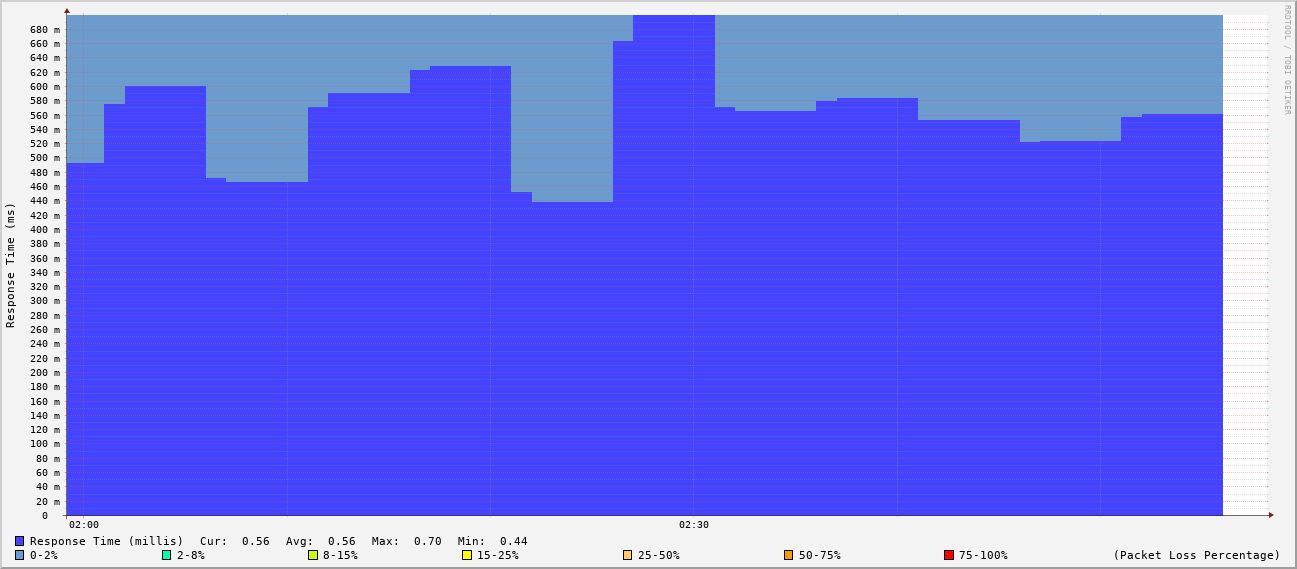 RRDTOOL / TOBI OETIKER
Response Time (ms)
680 m
660 m
640 m
620 m
600 m
580 m
560 m
540 m
520 m
500 m
480 m
460 m
440 m
420 m
400 m
380 m
360 m
340 m
320 m
300 m
280 m
260 m
240 m
220 m
200 m
180 m
160 m
140 m
120 m
100 m
80 m
60 m
40 m
20 m
0
02:00 02:30
Response Time (millis) Cur: 0.56 Avg: 0.56 Max: 0.70 Min: 0.44
0-2% 2-8% 8-15% 15-25% 25-50% 50-75% 75-100% (Packet Loss Percentage)